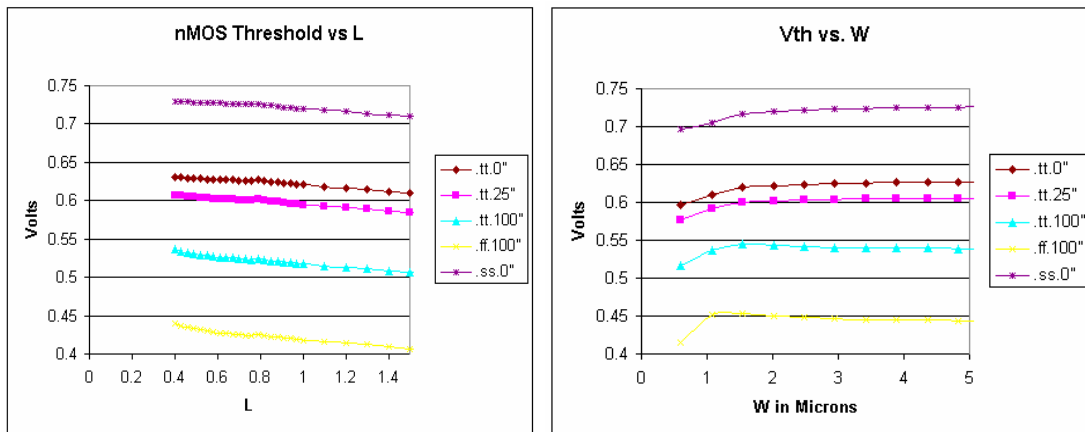 nMOS Threshold vs L
0.75
0.7
0.65
0.6
0.55
0.5
0.45
0.4
Volts
0 0.2 0.4 0.6 0.8 1 1.2 1.4
L
.tt.0"
.tt.25"
.tt.100"
.ff.100"
.ss.0"
Vth vs. W
0.75
0.7
0.65
0.6
0.55
0.5
0.45
0.4
Volts
0 1 2 3 4 5
W in Microns
.tt.0"
.tt.25"
.tt.100"
.ff.100"
.ss.0"